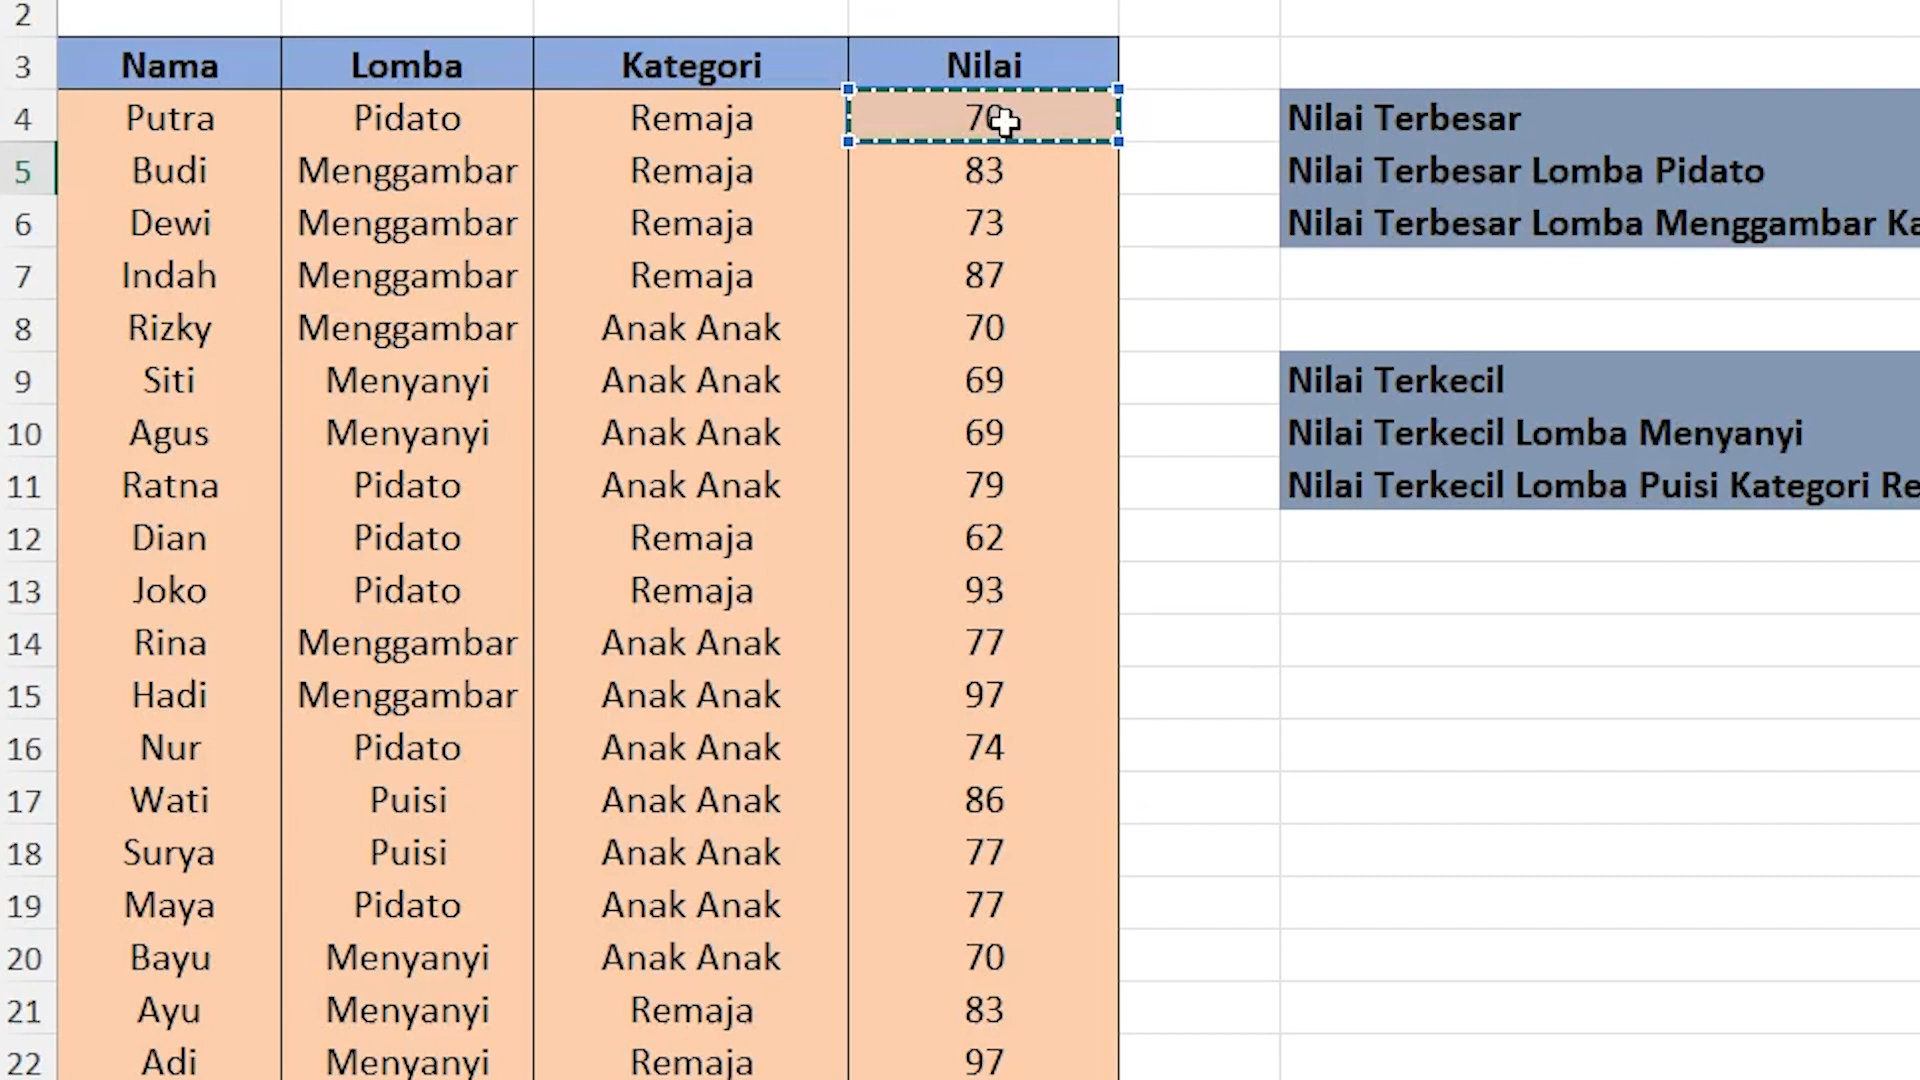 2
3 Nama Lomba Kategori Nilai
4 Putra Pidato Remaja Nilai Terbesar
5 Budi Menggambar Remaja 83 Nilai Terbesar Lomba Pidato
6 Dewi Menggambar Remaja 73 Nilai Terbesar Lomba Menggambar
7 Indah Menggambar Remaja 87
8 Rizky Menggambar Anak Anak 70
9 Siti Menyanyi Anak Anak 69 Nilai Terkecil
10 Agus Menyanyi Anak Anak 69 Nilai Terkecil Lomba Menyanyi
11 Ratna Pidato Anak Anak 79 Nilai Terkecil Lomba Puisi Kategori
12 Dian Pidato Remaja 62
13 Joko Pidato Remaja 93
14 Rina Menggambar Anak Anak 77
15 Hadi Menggambar Anak Anak 97
16 Nur Pidato Anak Anak 74
17 Wati Puisi Anak Anak 86
18 Surya Puisi Anak Anak 77
19 Maya Pidato Anak Anak 77
20 Bayu Menyanyi Anak Anak 70
21 Ayu Menyanyi Remaja 83
22 Adi Menyanyi Remaja 97